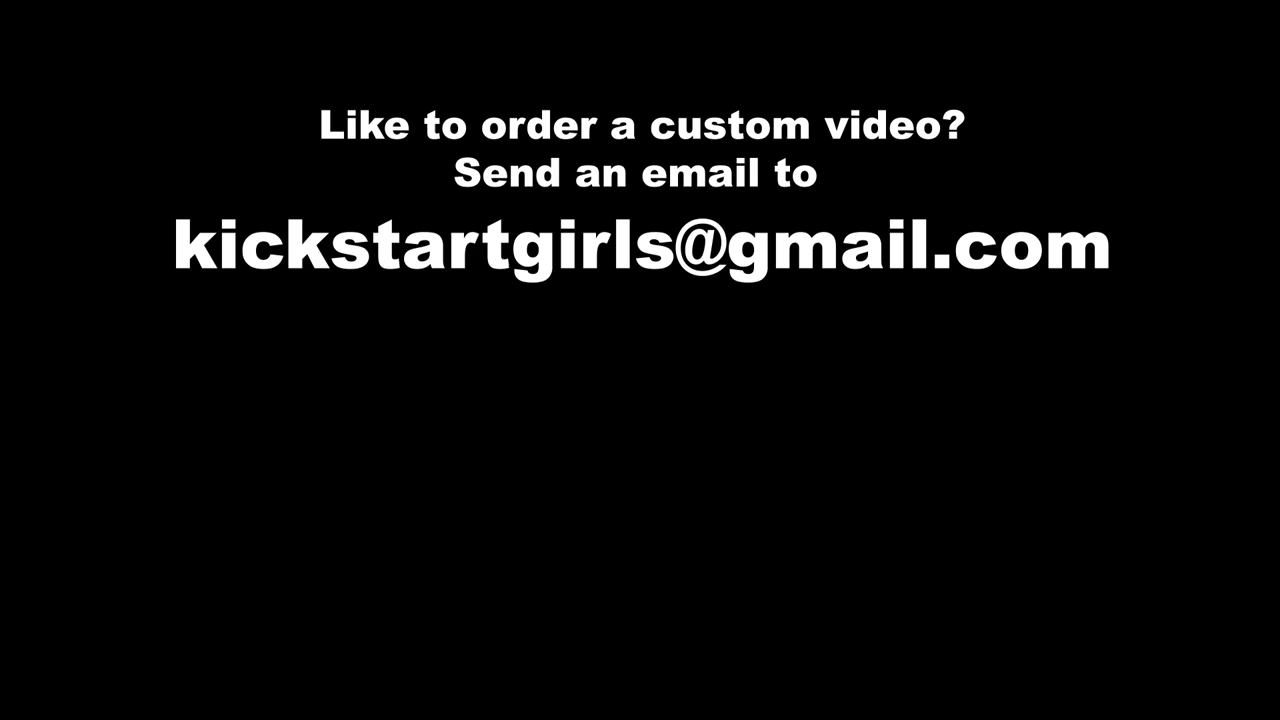 Like to order a custom video?
Send an email to
kickstartgirls@gmail.com